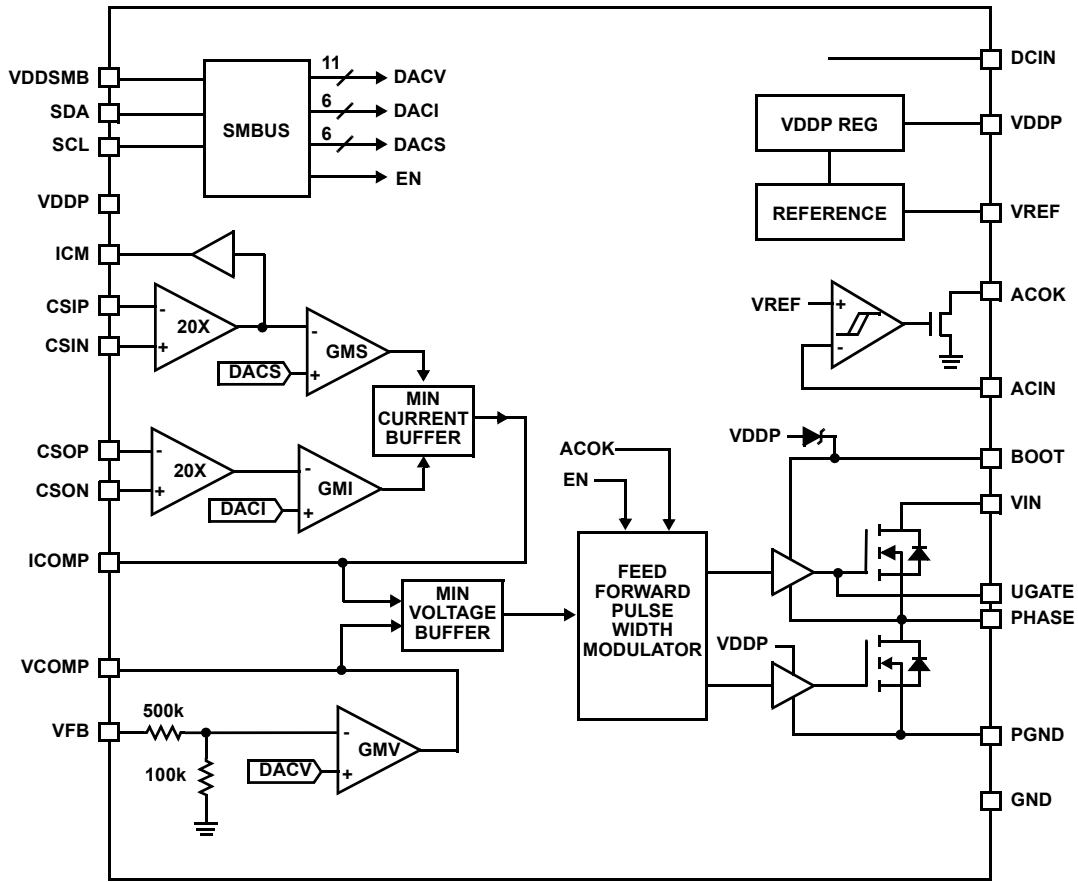 VDDSMB
SDA
SCL
VDDP
ICM
CSIP
CSIN
CSOP
CSON
ICOMP
VCOMP
VFB
SMBUS
11
DACV
6
DACI
6
DACS
EN
-
20X
+
-
GMS
+
DACS
MIN
CURRENT
BUFFER
-
20X
+
-
GMI
+
DACI
MIN
VOLTAGE
BUFFER
500k
100k
-
GMV
+
DACV
ACOK
EN
FEED
FORWARD
PULSE
WIDTH
MODULATOR
VDDP REG
REFERENCE
VREF
+
-
VDDP
VDDP
DCIN
VDDP
VREF
ACOK
ACIN
BOOT
VIN
UGATE
PHASE
PGND
GND